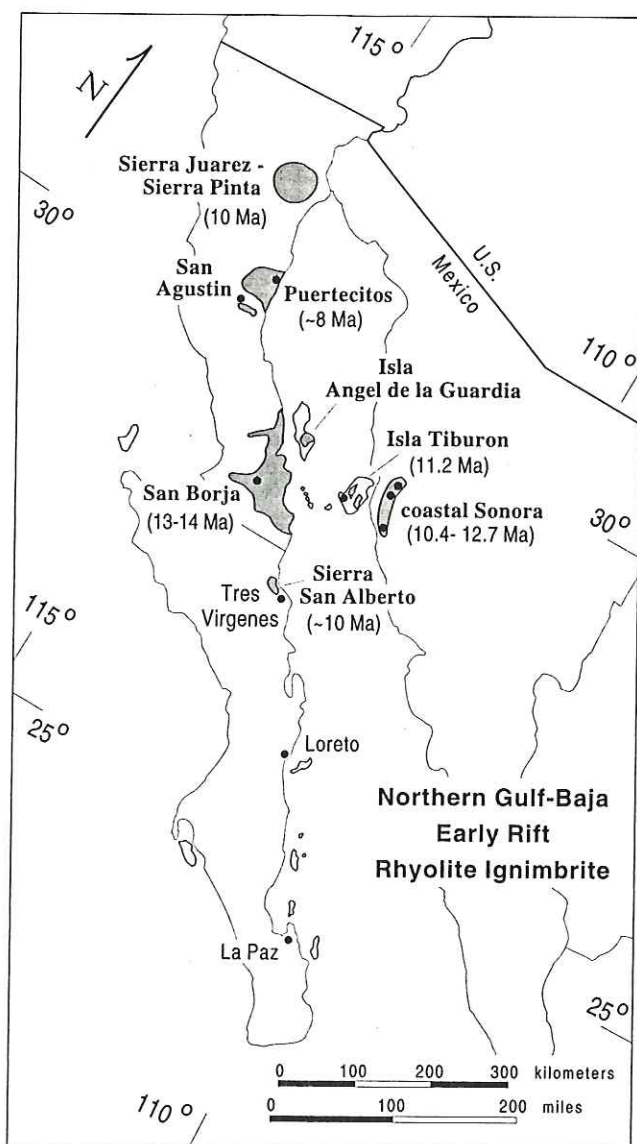 115°
N
Sierra Juarez -
Sierra Pinta
(10 Ma)
30°
San
Agustin
Puertecitos
(~8 Ma)
U.S.
Mexico
110°
Isla
Angel de la Guardia
Isla Tiburon
(11.2 Ma)
San Borja
(13-14 Ma)
coastal Sonora
(10.4- 12.7 Ma)
30°
Sierra
San Alberto
(~10 Ma)
Tres
Virgenes
115°
25°
Loreto
Northern Gulf-Baja
Early Rift
Rhyolite Ignimbrite
La Paz
25°
0 100 200 300 kilometers
0 100 200 miles
110°